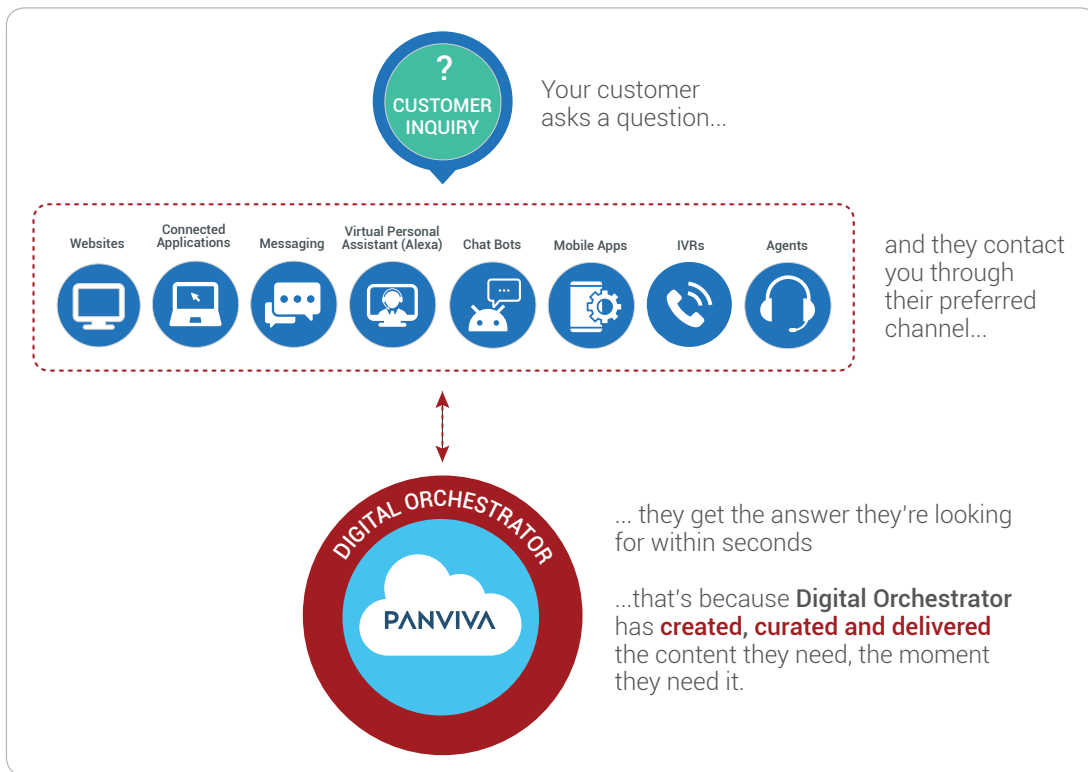 ?
CUSTOMER
INQUIRY
Your customer
asks a question...
Websites
Connected
Applications
Messaging
Virtual Personal
Assistant (Alexa)
Chat Bots
Mobile Apps
IVRs
Agents
and they contact
you through
their preferred
channel...
DIGITAL ORCHESTRATOR
PANVIVA
... they get the answer they’re looking
for within seconds
...that’s because Digital Orchestrator
has created, curated and delivered
the content they need, the moment
they need it.